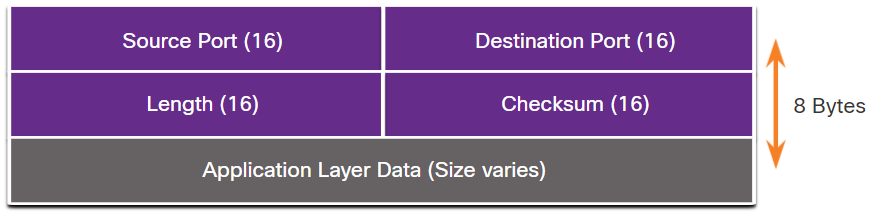 Source Port (16)
Destination Port (16)
Length (16)
Checksum (16)
8 Bytes
Application Layer Data (Size varies)